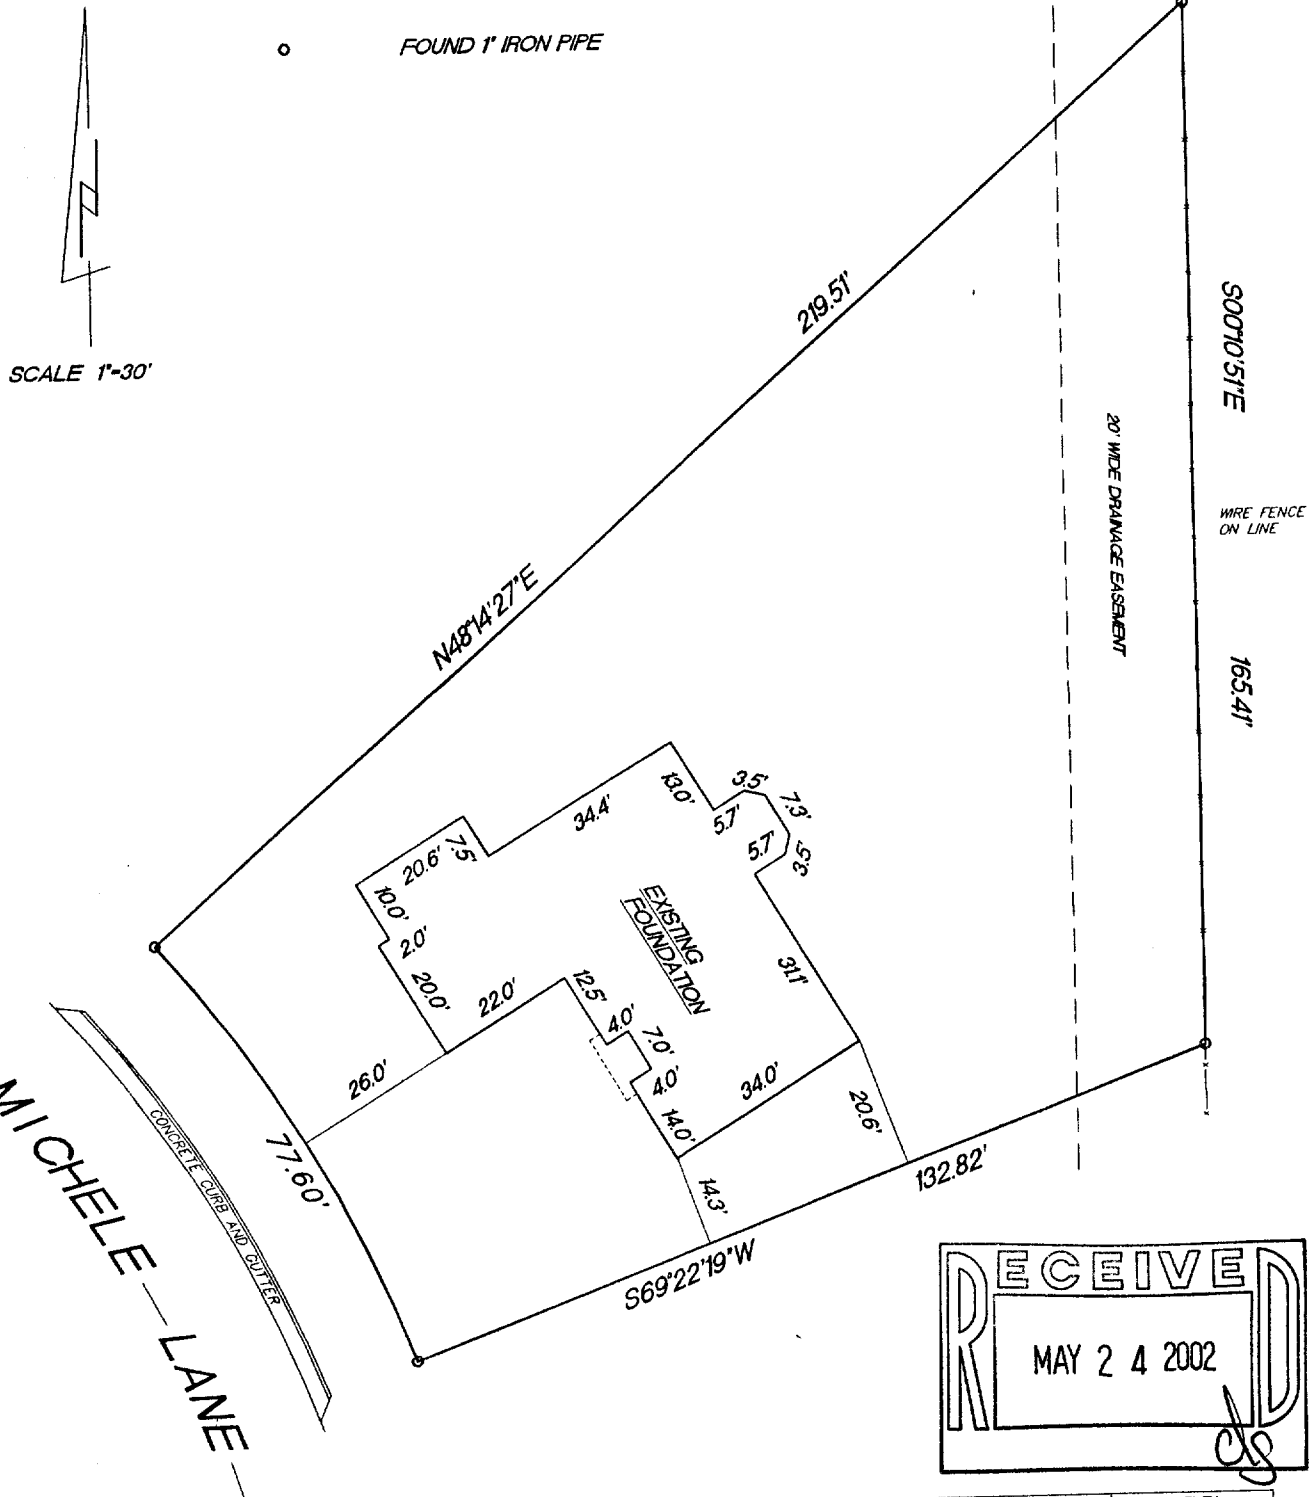 FOUND 1" IRON PIPE
SCALE 1"=30'
219.51'
S00°10'51"E
20' WIDE DRAINAGE EASEMENT
WIRE FENCE
ON LINE
N48°14'27"E
165.41'
13.0'
3.5'
7.3'
34.4'
5.7'
5.7'
3.5'
7.5'
20.6'
10.0'
2.0'
EXISTING
FOUNDATION
20.0'
22.0'
12.5'
4.0'
31.1'
7.0'
4.0'
26.0'
34.0'
14.0'
20.6'
77.60'
14.3'
132.82'
S69°22'19"W
CONCRETE CURB AND GUTTER
MICHELE LANE
RECEIVED
MAY 24 2002